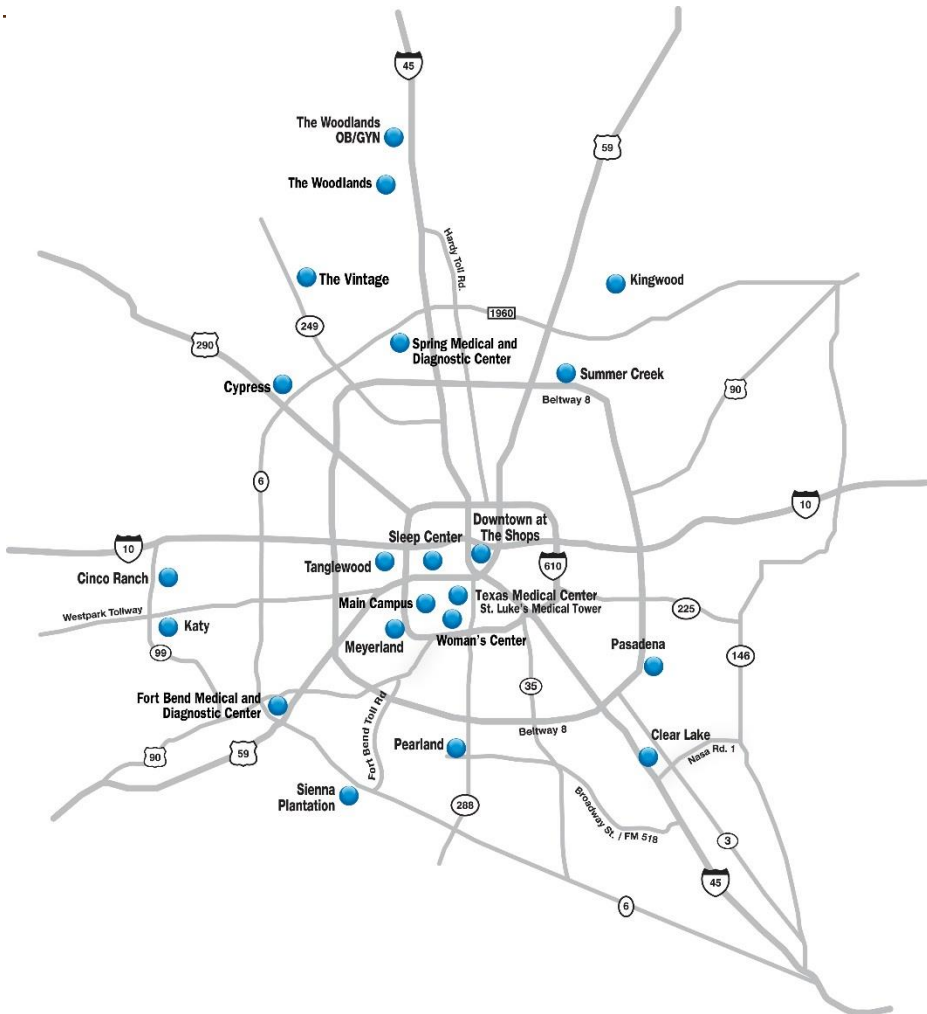 45
The Woodlands
OB/GYN
59
The Woodlands
Hardy Toll Rd.
The Vintage
Kingwood
249
1960
290
Spring Medical and
Diagnostic Center
Summer Creek
Cypress
90
Beltway 8
6
10
Downtown at
The Shops
Sleep Center
10
Tanglewood
610
Cinco Ranch
Texas Medical Center
St. Luke's Medical Tower
Main Campus
225
Westpark Tollway
Katy
Woman's Center
Meyerland
Pasadena
99
146
35
Fort Bend Medical and
Diagnostic Center
Fort Bend Toll Rd
Beltway 8
Clear Lake
Pearland
Nasa Rd. 1
90
59
Sienna
Plantation
288
Broadway St. / FM 518
3
45
6